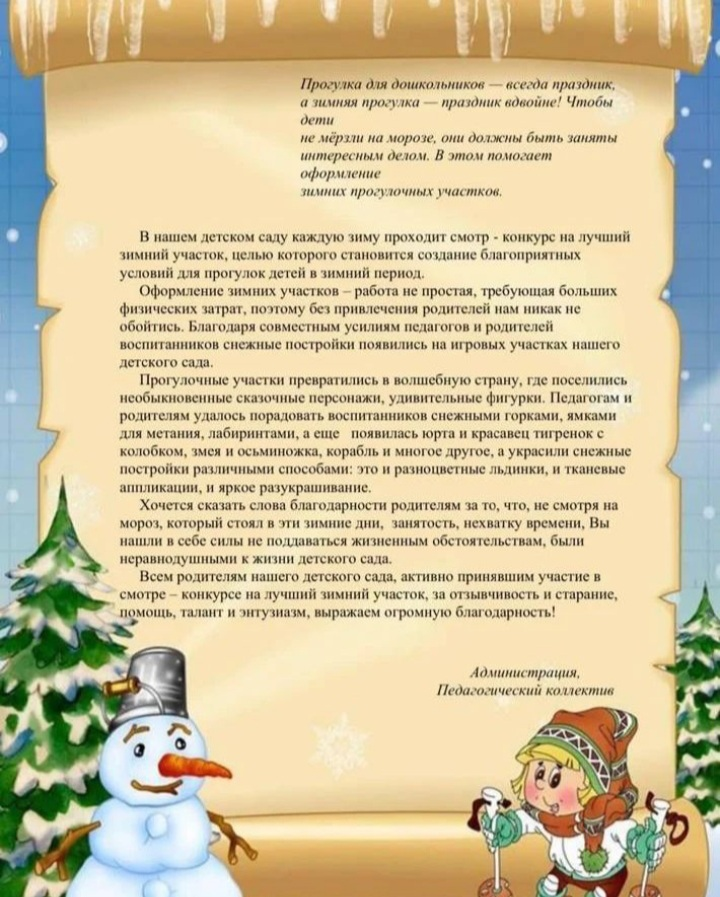 Прогулка для дошкольников — всегда праздник,
а зимняя прогулка — праздник вдвойне! Чтобы
дети
не мёрзли на морозе, они должны быть заняты
интересным делом. В этом помогает
оформление
зимних прогулочных участков.
В нашем детском саду каждую зиму проходит смотр - конкурс на лучший
зимний участок, целью которого становится создание благоприятных
условий для прогулок детей в зимний период.
Оформление зимних участков – работа не простая, требующая больших
физических затрат, поэтому без привлечения родителей нам никак не
обойтись. Благодаря совместным усилиям педагогов и родителей
воспитанников снежные постройки появились на игровых участках нашего
детского сада.
Прогулочные участки превратились в волшебную страну, где поселились
необыкновенные сказочные персонажи, удивительные фигурки. Педагогам и
родителям удалось порадовать воспитанников снежными горками, ямками
для метания, лабиринтами, а еще появилась юрта и красавец тигренок с
колобком, змея и осьминожка, корабль и многое другое, а украсили снежные
постройки различными способами: это и разноцветные льдинки, и тканевые
аппликации, и яркое разукрашивание.
Хочется сказать слова благодарности родителям за то, что, не смотря на
мороз, который стоял в эти зимние дни, занятость, нехватку времени, Вы
нашли в себе силы не поддаваться жизненным обстоятельствам, были
неравнодушными к жизни детского сада.
Всем родителям нашего детского сада, активно принявшим участие в
смотре – конкурсе на лучший зимний участок, за отзывчивость и старание,
помощь, талант и энтузиазм, выражаем огромную благодарность!
Администрация,
Педагогический коллектив